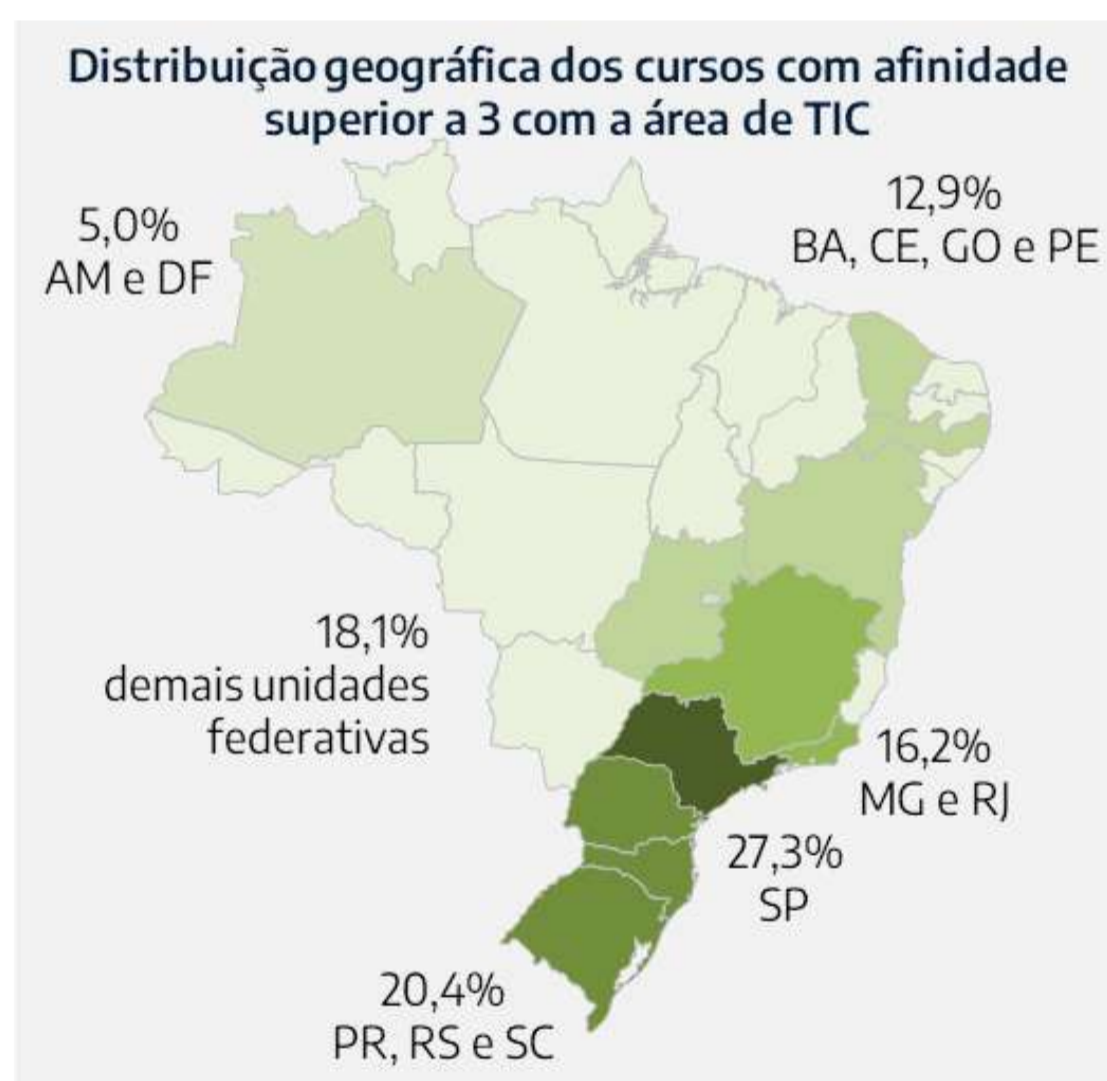 Distribuição geográfica dos cursos com afinidade
superior a 3 com a área de TIC
5,0%
AM e DF
12,9%
BA, CE, GO e PE
18,1%
demais unidades
federativas
16,2%
MG e RJ
27,3%
SP
20,4%
PR, RS e SC